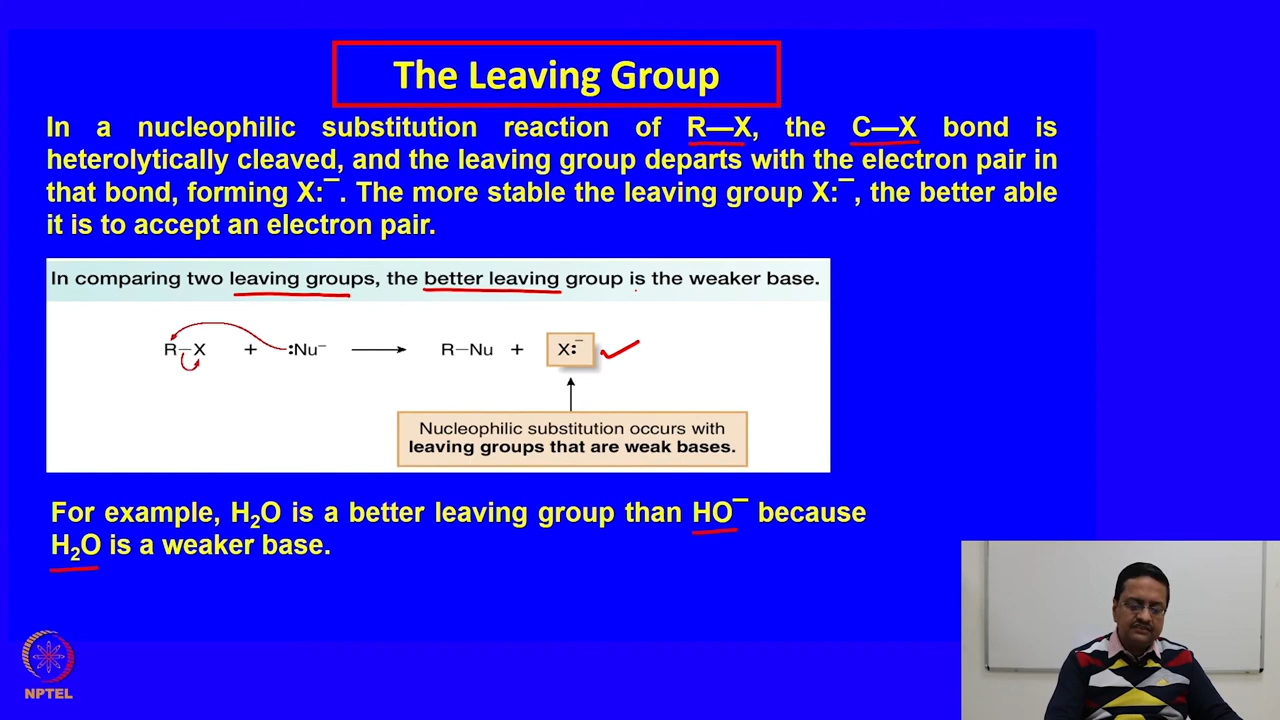 The Leaving Group
In a nucleophilic substitution reaction of R—X, the C—X bond is
heterolytically cleaved, and the leaving group departs with the electron pair in
that bond, forming X:⁻. The more stable the leaving group X:⁻, the better able
it is to accept an electron pair.
In comparing two leaving groups, the better leaving group is the weaker base.
R–X + :Nu⁻ ⟶ R–Nu + X:⁻
Nucleophilic substitution occurs with
leaving groups that are weak bases.
For example, H₂O is a better leaving group than HO⁻ because
H₂O is a weaker base.
NPTEL